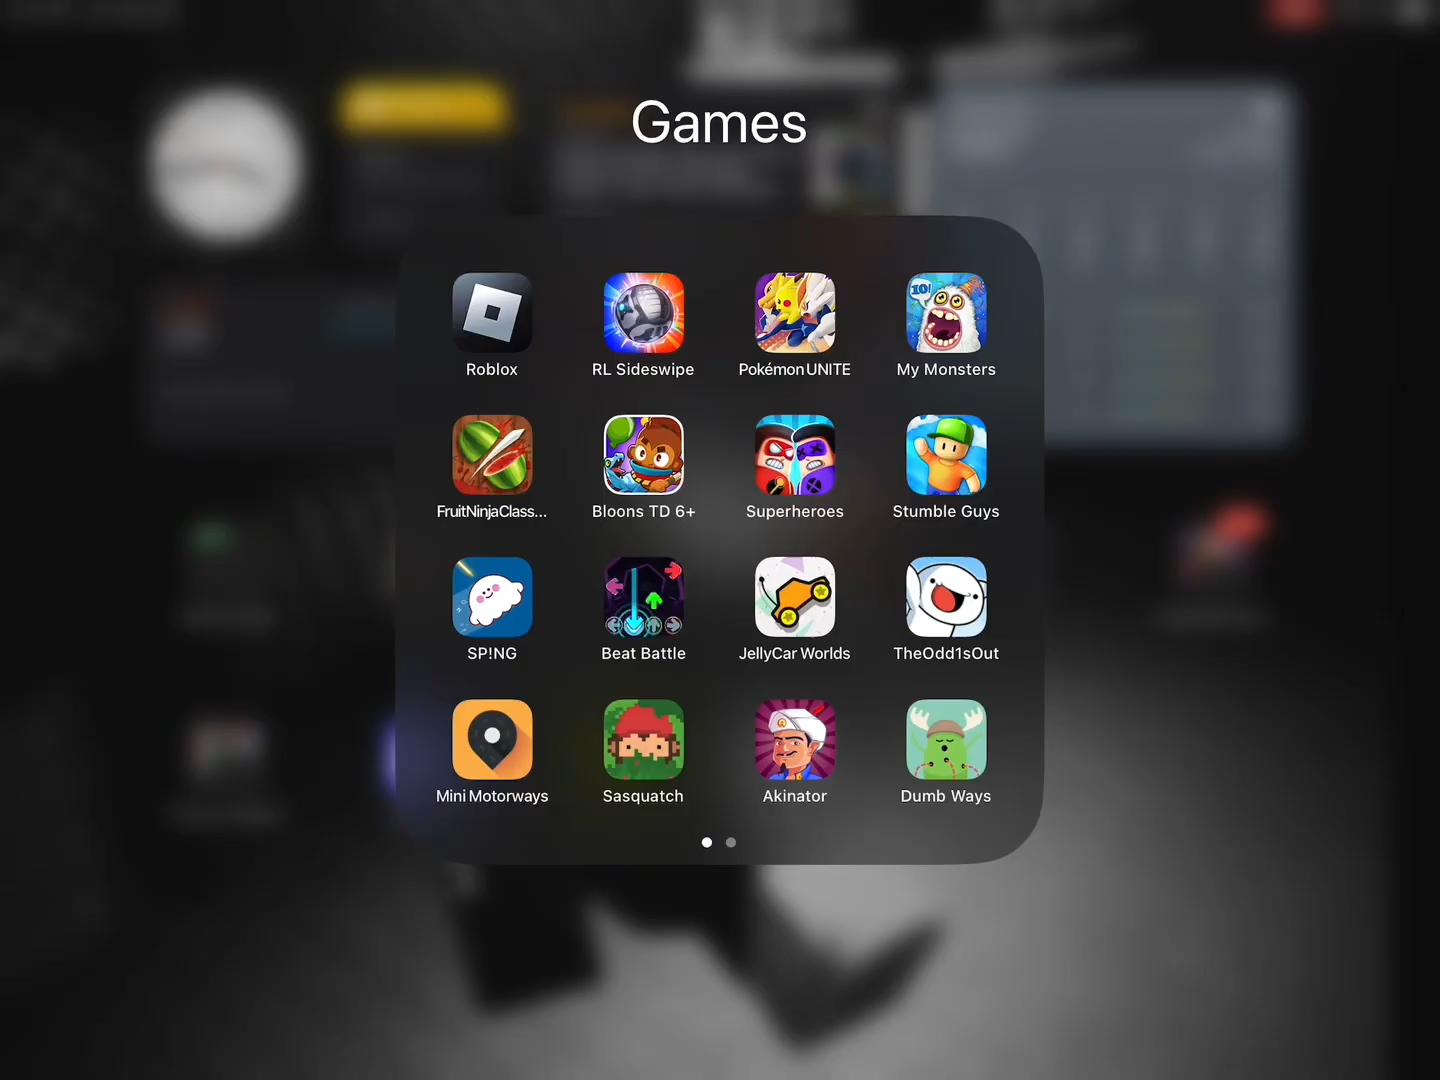 Games
Roblox
RL Sideswipe
Pokémon UNITE
10!
My Monsters
FruitNinjaClass...
Bloons TD 6+
Superheroes
Stumble Guys
SP!NG
Beat Battle
JellyCar Worlds
TheOdd1sOut
Mini Motorways
Sasquatch
Akinator
Dumb Ways